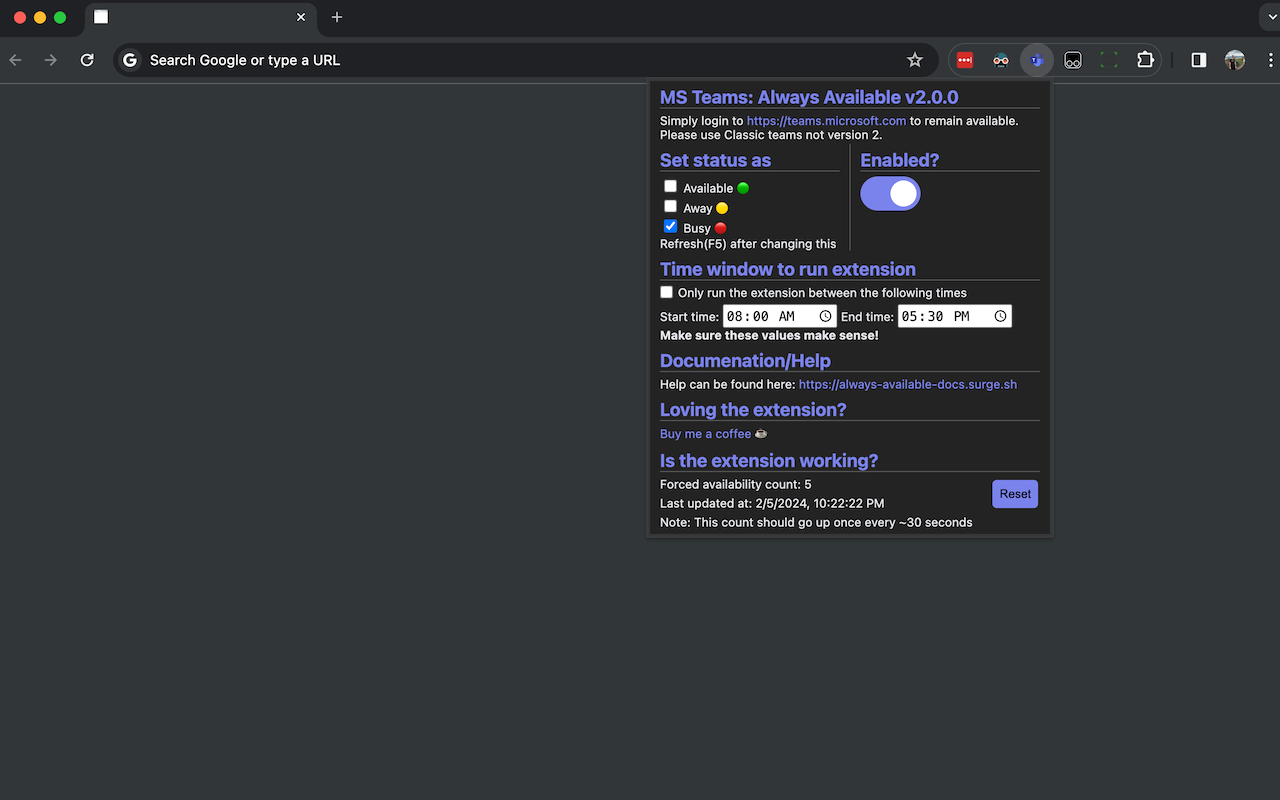 Search Google or type a URL
MS Teams: Always Available v2.0.0
Simply login to https://teams.microsoft.com to remain available.
Please use Classic teams not version 2.
Set status as
Available
Away
Busy
Refresh(F5) after changing this
Enabled?
Time window to run extension
Only run the extension between the following times
Start time: 08:00 AM End time: 05:30 PM
Make sure these values make sense!
Documenation/Help
Help can be found here: https://always-available-docs.surge.sh
Loving the extension?
Buy me a coffee ☕
Is the extension working?
Forced availability count: 5
Last updated at: 2/5/2024, 10:22:22 PM
Note: This count should go up once every ~30 seconds
Reset